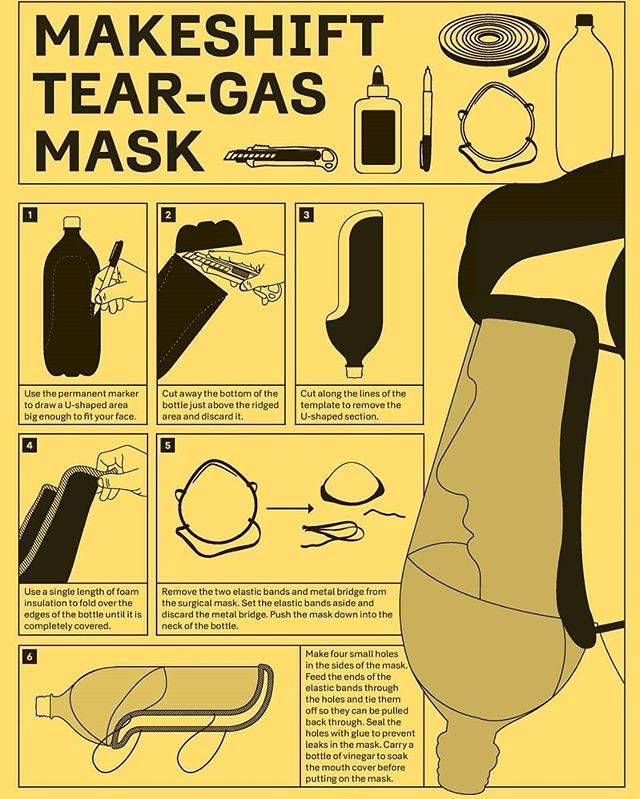 MAKESHIFT
TEAR-GAS
MASK
1
Use the permanent marker
to draw a U-shaped area
big enough to fit your face.
2
Cut away the bottom of the
bottle just above the ridged
area and discard it.
3
Cut along the lines of the
template to remove the
U-shaped section.
4
Use a single length of foam
insulation to fold over the
edges of the bottle until it is
completely covered.
5
Remove the two elastic bands and metal bridge from
the surgical mask. Set the elastic bands aside and
discard the metal bridge. Push the mask down into the
neck of the bottle.
6
Make four small holes
in the sides of the mask.
Feed the ends of the
elastic bands through
the holes and tie them
off so they can be pulled
back through. Seal the
holes with glue to prevent
leaks in the mask. Carry a
bottle of vinegar to soak
the mouth cover before
putting on the mask.